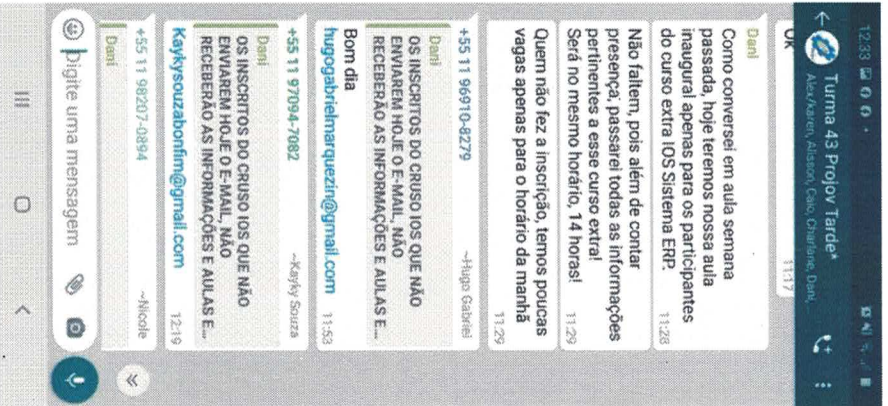 12:33
Turma 43 Projov Tarde*
Alex/karen, Alisson, Caio, Charlane, Dani,
Ok
11:17
Dani
Como conversei em aula semana
passada, hoje teremos nossa aula
inaugural apenas para os participantes
do curso extra IOS Sistema ERP.
11:28
Não faltem, pois além de contar
presença, passarei todas as informações
pertinentes a esse curso extra!
Será no mesmo horário, 14 horas!
11:29
Quem não fez a inscrição, temos poucas
vagas apenas para o horário da manhã
11:29
+55 11 96910-8279 ~Hugo Gabriel
Dani
OS INSCRITOS DO CRUSO IOS QUE NÃO
ENVIAREM HOJE O E-MAIL, NÃO
RECEBERÃO AS INFORMAÇÕES E AULAS E...
Bom dia
hugogabrielmarquezin@gmail.com 11:53
+55 11 97094-7082 ~Kayky Souza
Dani
OS INSCRITOS DO CRUSO IOS QUE NÃO
ENVIAREM HOJE O E-MAIL, NÃO
RECEBERÃO AS INFORMAÇÕES E AULAS E...
Kaykysouzabonfim@gmail.com 12:19
+55 11 98207-0894 ~Nicole
Dani
Digite uma mensagem